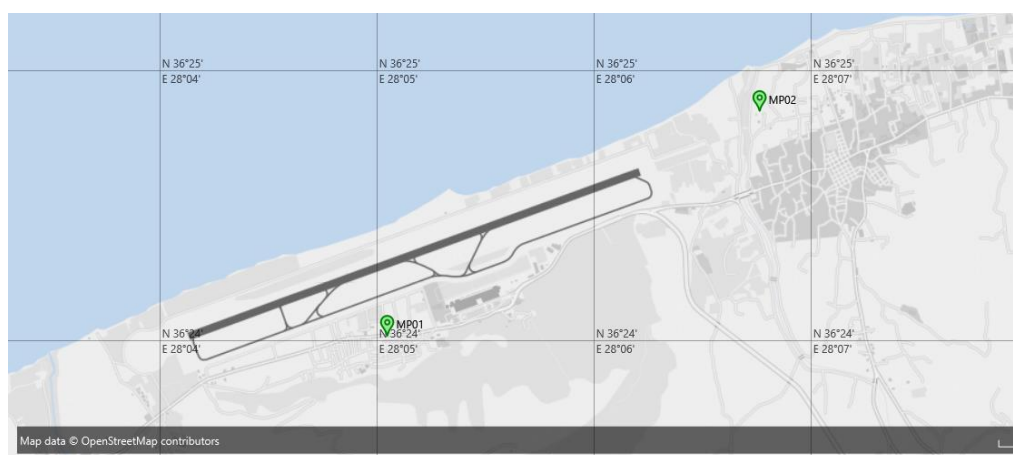 N 36°25'
E 28°04'
N 36°25'
E 28°05'
N 36°25'
E 28°06'
N 36°25'
E 28°07'
MP02
MP01
N 36°24'
E 28°04'
N 36°24'
E 28°05'
N 36°24'
E 28°06'
N 36°24'
E 28°07'
Map data © OpenStreetMap contributors